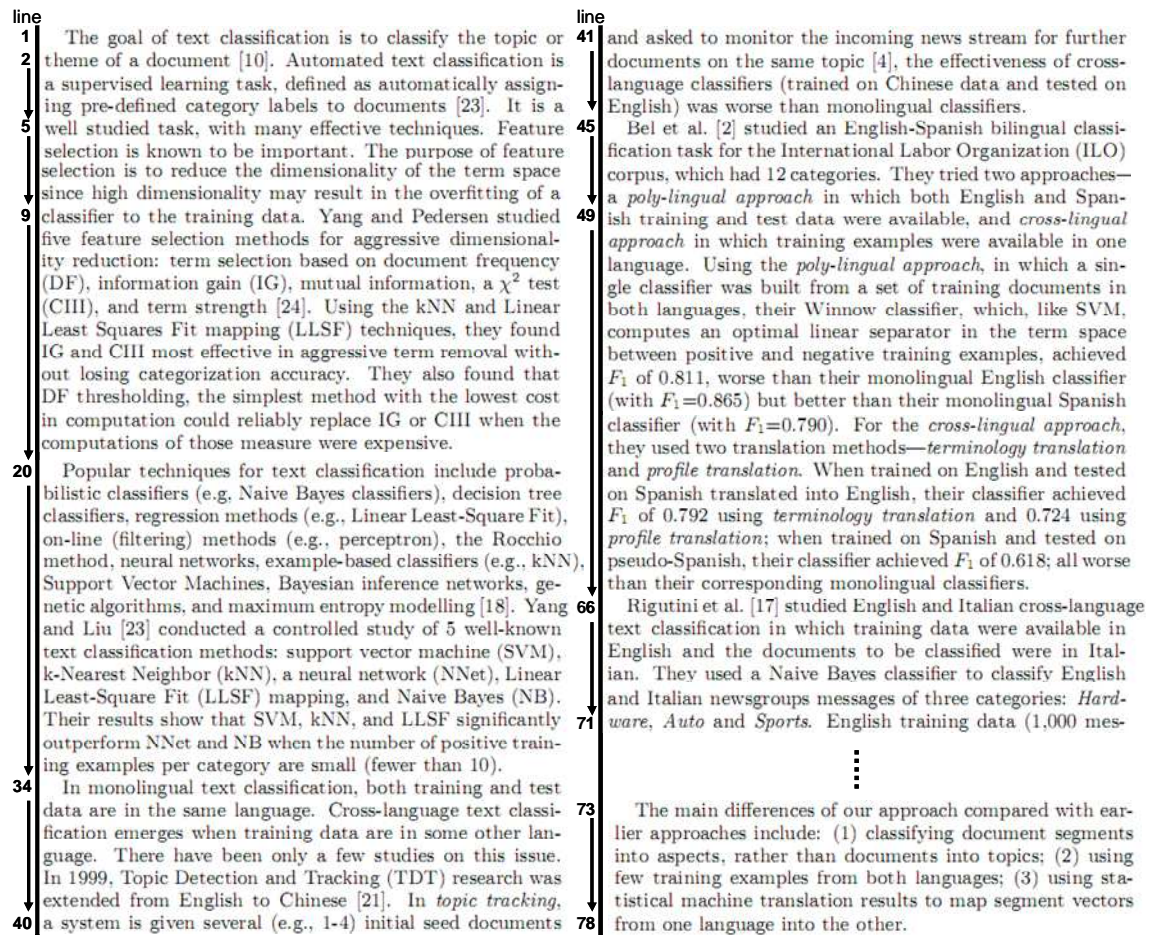 line
1 The goal of text classification is to classify the topic or
2 theme of a document [10]. Automated text classification is
a supervised learning task, defined as automatically assign-
ing pre-defined category labels to documents [23]. It is a
5 well studied task, with many effective techniques. Feature
selection is known to be important. The purpose of feature
selection is to reduce the dimensionality of the term space
since high dimensionality may result in the overfitting of a
9 classifier to the training data. Yang and Pedersen studied
five feature selection methods for aggressive dimensional-
ity reduction: term selection based on document frequency
(DF), information gain (IG), mutual information, a χ² test
(CIII), and term strength [24]. Using the kNN and Linear
Least Squares Fit mapping (LLSF) techniques, they found
IG and CIII most effective in aggressive term removal with-
out losing categorization accuracy. They also found that
DF thresholding, the simplest method with the lowest cost
in computation could reliably replace IG or CIII when the
computations of those measure were expensive.
20 Popular techniques for text classification include proba-
bilistic classifiers (e.g, Naive Bayes classifiers), decision tree
classifiers, regression methods (e.g., Linear Least-Square Fit),
on-line (filtering) methods (e.g., perceptron), the Rocchio
method, neural networks, example-based classifiers (e.g., kNN),
Support Vector Machines, Bayesian inference networks, ge-
netic algorithms, and maximum entropy modelling [18]. Yang
and Liu [23] conducted a controlled study of 5 well-known
text classification methods: support vector machine (SVM),
k-Nearest Neighbor (kNN), a neural network (NNet), Linear
Least-Square Fit (LLSF) mapping, and Naive Bayes (NB).
Their results show that SVM, kNN, and LLSF significantly
outperform NNet and NB when the number of positive train-
ing examples per category are small (fewer than 10).
34 In monolingual text classification, both training and test
data are in the same language. Cross-language text classi-
fication emerges when training data are in some other lan-
guage. There have been only a few studies on this issue.
In 1999, Topic Detection and Tracking (TDT) research was
extended from English to Chinese [21]. In topic tracking,
40 a system is given several (e.g., 1-4) initial seed documents
line
41 and asked to monitor the incoming news stream for further
documents on the same topic [4], the effectiveness of cross-
language classifiers (trained on Chinese data and tested on
English) was worse than monolingual classifiers.
45 Bel et al. [2] studied an English-Spanish bilingual classi-
fication task for the International Labor Organization (ILO)
corpus, which had 12 categories. They tried two approaches—
a poly-lingual approach in which both English and Span-
49 ish training and test data were available, and cross-lingual
approach in which training examples were available in one
language. Using the poly-lingual approach, in which a sin-
gle classifier was built from a set of training documents in
both languages, their Winnow classifier, which, like SVM,
computes an optimal linear separator in the term space
between positive and negative training examples, achieved
F₁ of 0.811, worse than their monolingual English classifier
(with F₁=0.865) but better than their monolingual Spanish
classifier (with F₁=0.790). For the cross-lingual approach,
they used two translation methods—terminology translation
and profile translation. When trained on English and tested
on Spanish translated into English, their classifier achieved
F₁ of 0.792 using terminology translation and 0.724 using
profile translation; when trained on Spanish and tested on
pseudo-Spanish, their classifier achieved F₁ of 0.618; all worse
than their corresponding monolingual classifiers.
66 Rigutini et al. [17] studied English and Italian cross-language
text classification in which training data were available in
English and the documents to be classified were in Ital-
ian. They used a Naive Bayes classifier to classify English
and Italian newsgroups messages of three categories: Hard-
71 ware, Auto and Sports. English training data (1,000 mes-
73 The main differences of our approach compared with ear-
lier approaches include: (1) classifying document segments
into aspects, rather than documents into topics; (2) using
few training examples from both languages; (3) using sta-
tistical machine translation results to map segment vectors
78 from one language into the other.